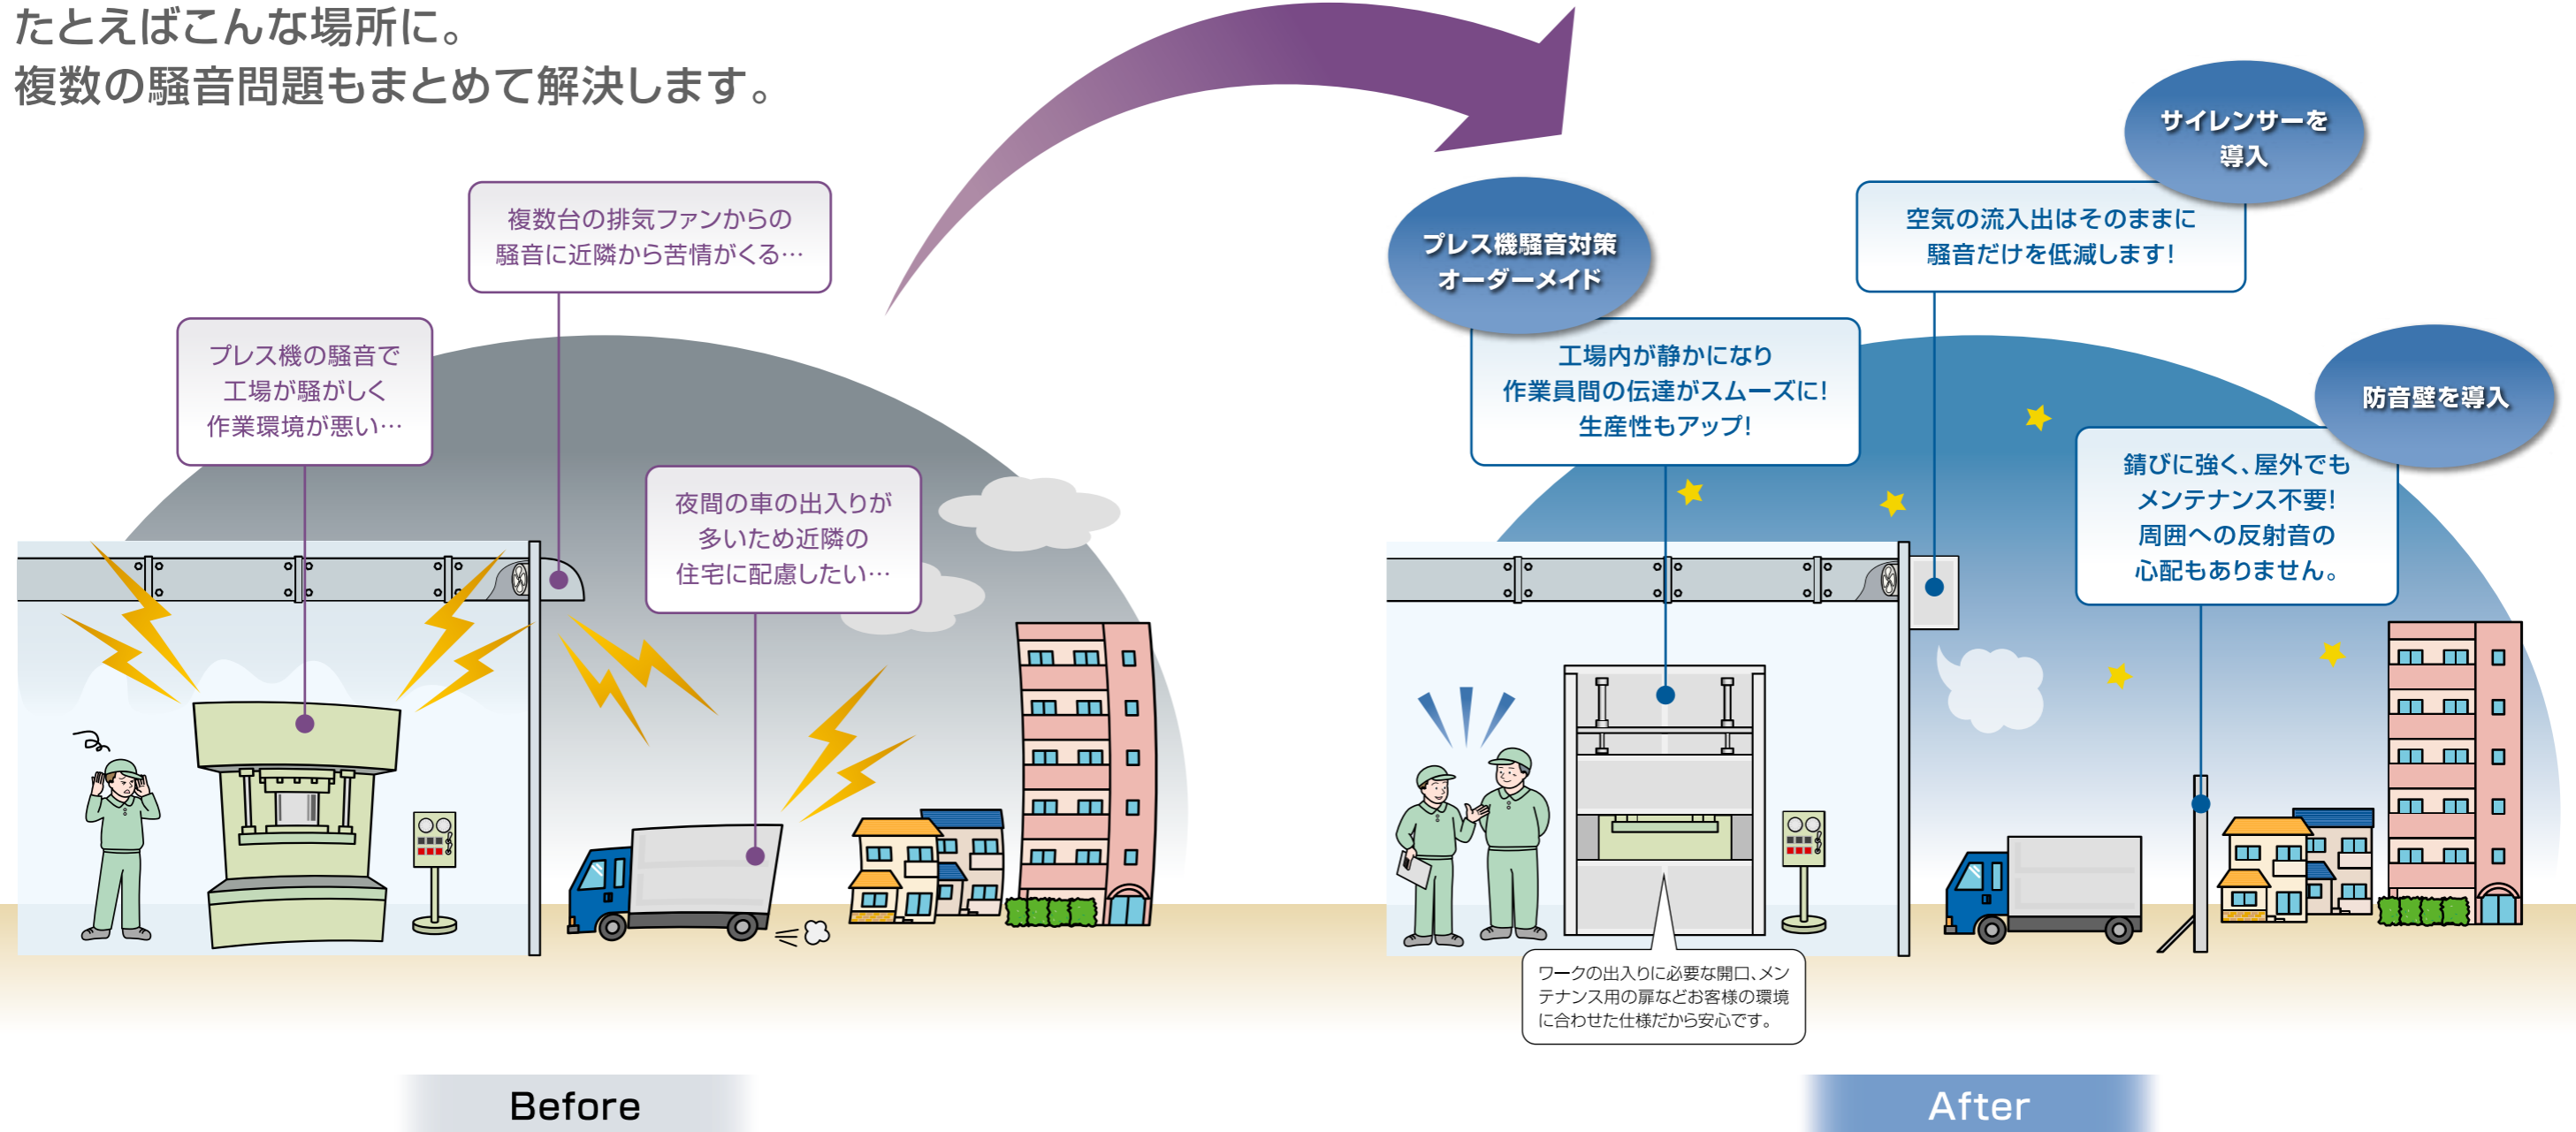 たとえばこんな場所に。
複数の騒音問題もまとめて解決します。
複数台の排気ファンからの
騒音に近隣から苦情がくる…
プレス機の騒音で
工場が騒がしく
作業環境が悪い…
夜間の車の出入りが
多いため近隣の
住宅に配慮したい…
Before
サイレンサーを
導入
空気の流入出はそのままに
騒音だけを低減します!
プレス機騒音対策
オーダーメイド
工場内が静かになり
作業員間の伝達がスムーズに!
生産性もアップ!
防音壁を導入
錆びに強く、屋外でも
メンテナンス不要!
周囲への反射音の
心配もありません。
ワークの出入りに必要な開口、メン
テナンス用の扉などお客様の環境
に合わせた仕様だから安心です。
After